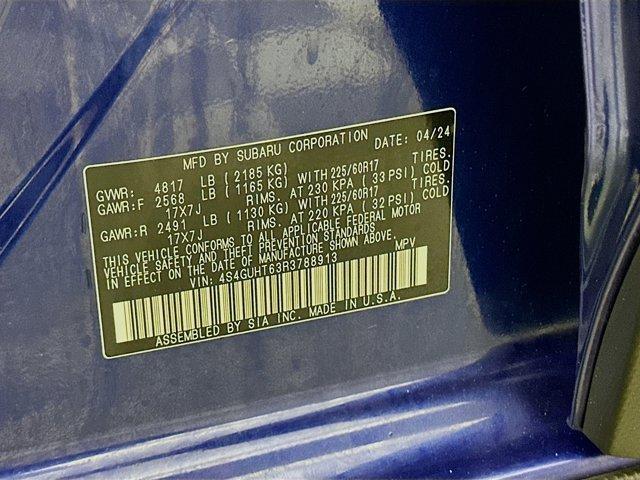 MFD BY SUBARU CORPORATION DATE: 04/24
GVWR: 4817 LB (2185 KG)
GAWR:F 2568 LB (1165 KG) WITH 225/60R17 TIRES.
17X7J RIMS. AT 230 KPA (33 PSI) COLD
GAWR:R 2491 LB (1130 KG) WITH 225/60R17 TIRES.
17X7J RIMS. AT 220 KPA (32 PSI) COLD
THIS VEHICLE CONFORMS TO ALL APPLICABLE FEDERAL MOTOR
VEHICLE SAFETY AND THEFT PREVENTION STANDARDS
IN EFFECT ON THE DATE OF MANUFACTURE SHOWN ABOVE.
VIN: 4S4GUHT63R3788913 MPV
ASSEMBLED BY SIA INC. MADE IN U.S.A.